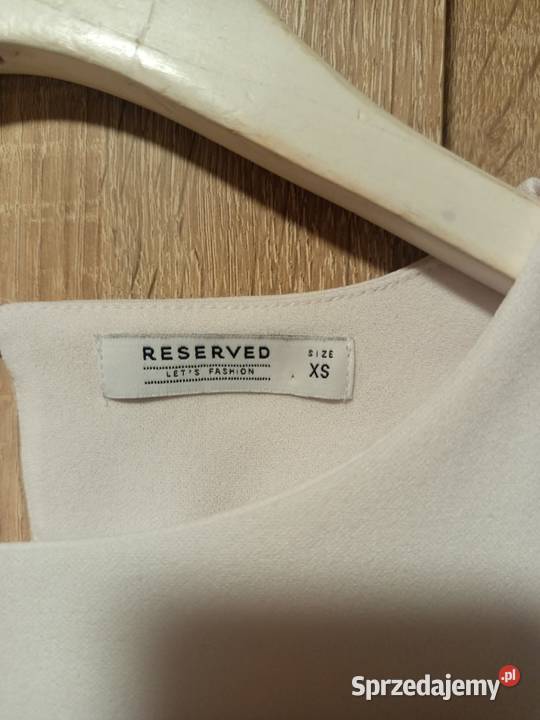 RESERVED
LET'S FASHION
SIZE
XS
Sprzedajemy.pl